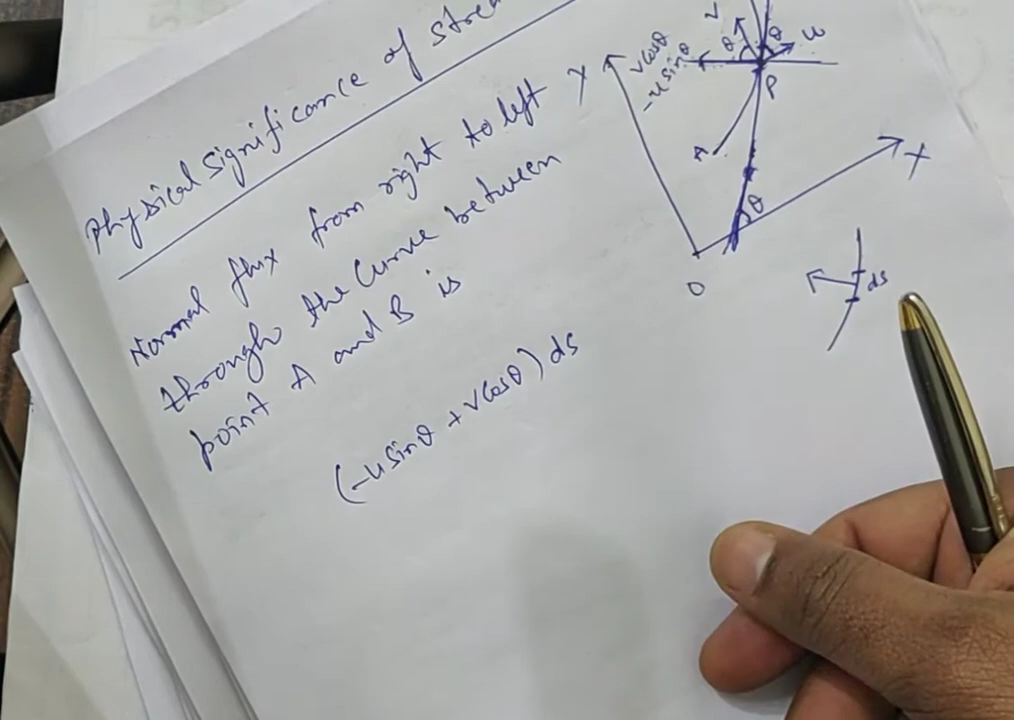 Physical significance of
Normal flux from right to left
through the curve between
point A and B is
(-u sinθ + v cosθ) ds
Y
v cosθ
-u sinθ
v
θ
θ
u
P
A
θ
X
O
ds